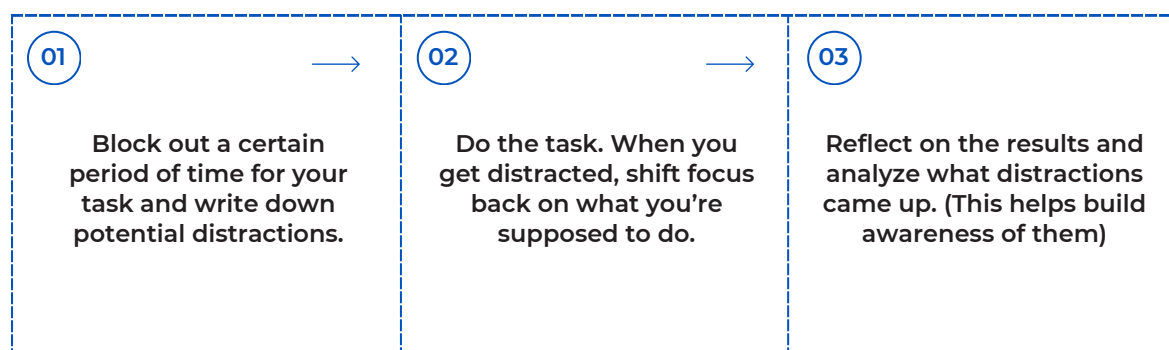 01
Block out a certain
period of time for your
task and write down
potential distractions.
02
Do the task. When you
get distracted, shift focus
back on what you’re
supposed to do.
03
Reflect on the results and
analyze what distractions
came up. (This helps build
awareness of them)